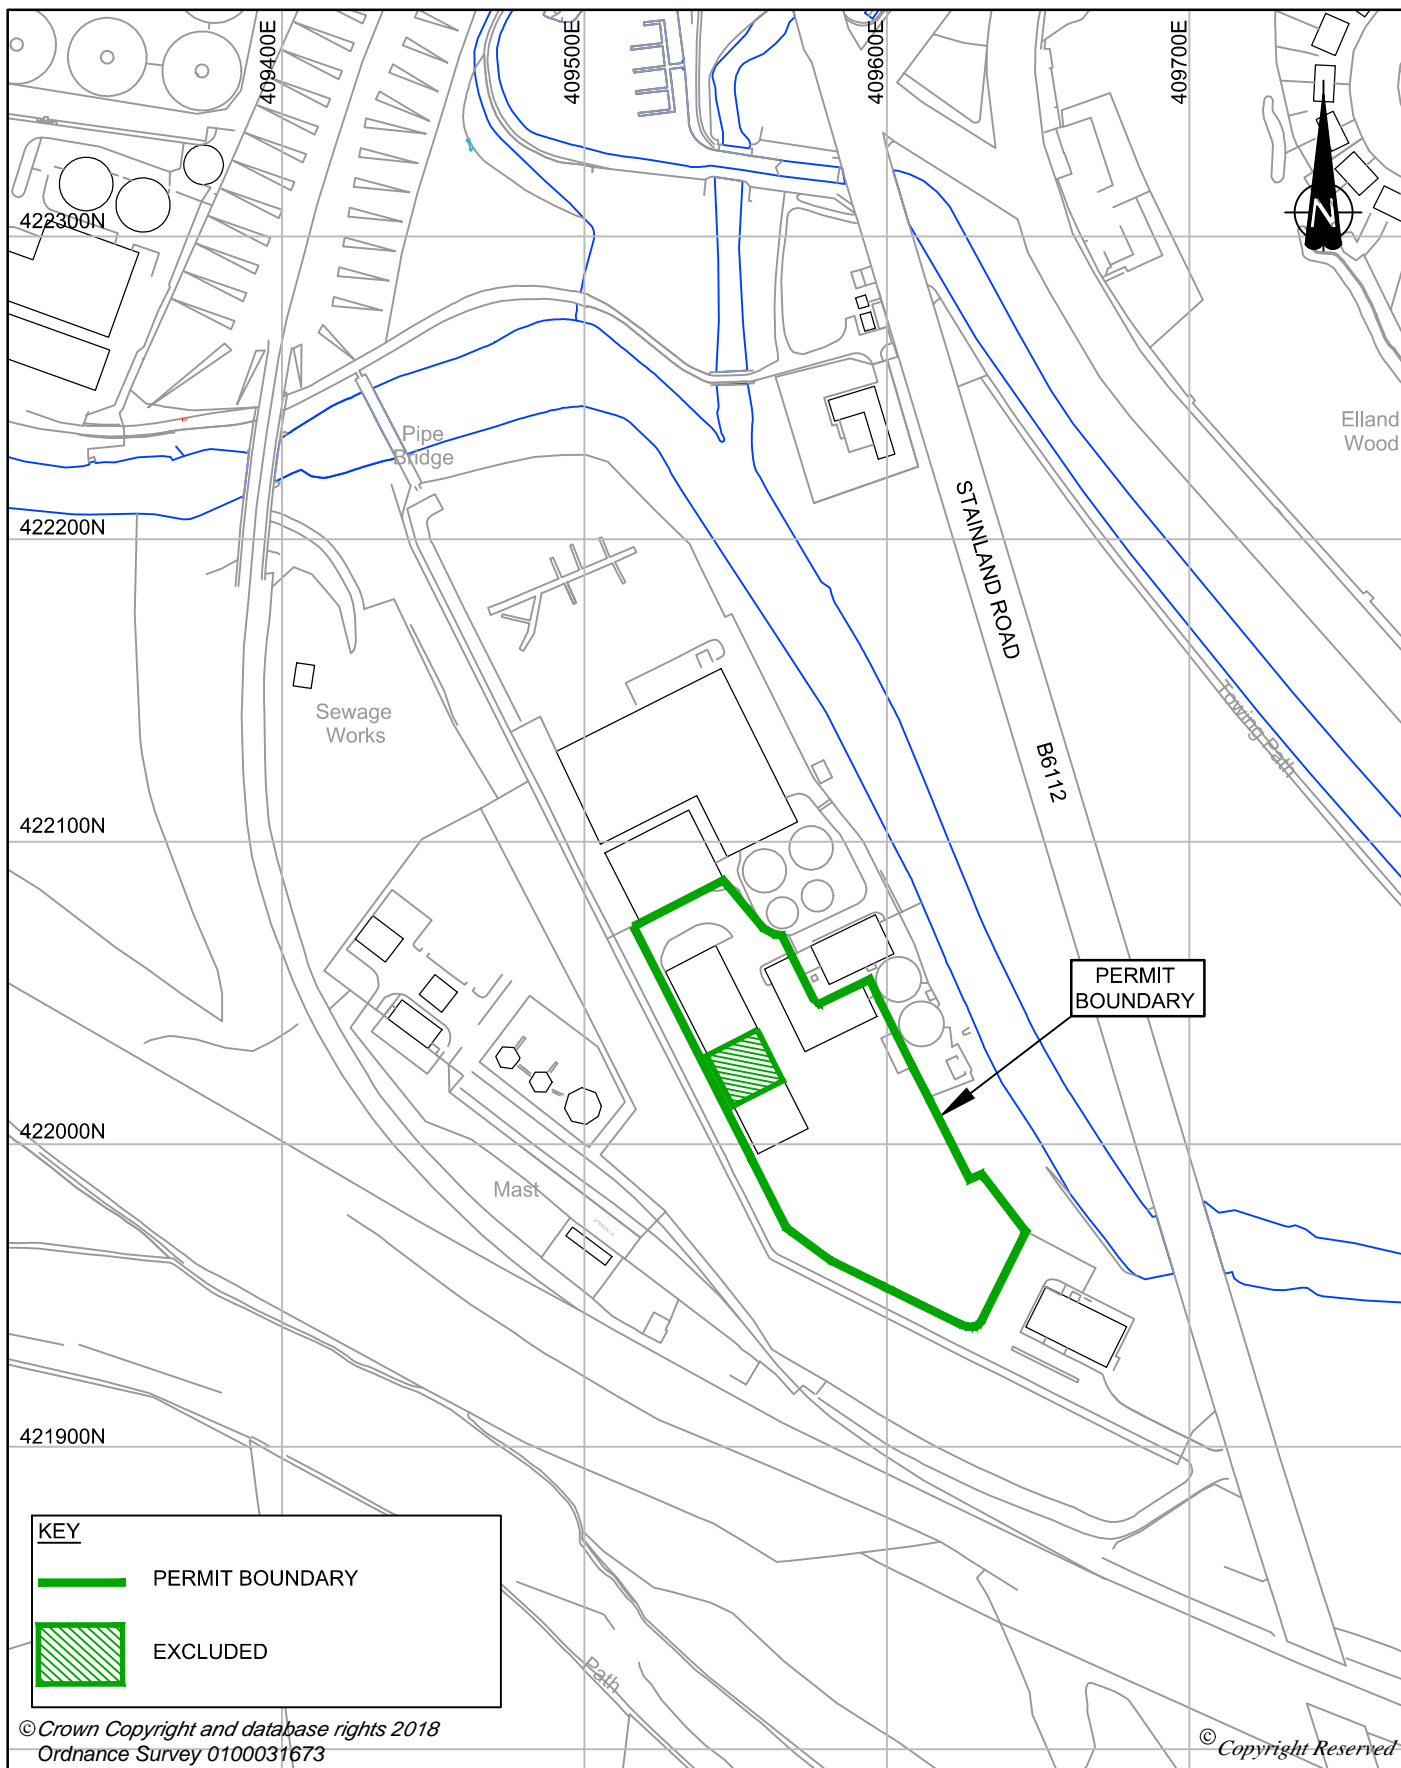 409400E
409500E
409600E
409700E
N
422300N
Elland
Wood
Pipe
Bridge
422200N
STAINLAND ROAD
Sewage
Works
Towing Path
B6112
422100N
PERMIT
BOUNDARY
422000N
Mast
421900N
KEY
PERMIT BOUNDARY
EXCLUDED
Path
© Crown Copyright and database rights 2018
Ordnance Survey 0100031673
© Copyright Reserved